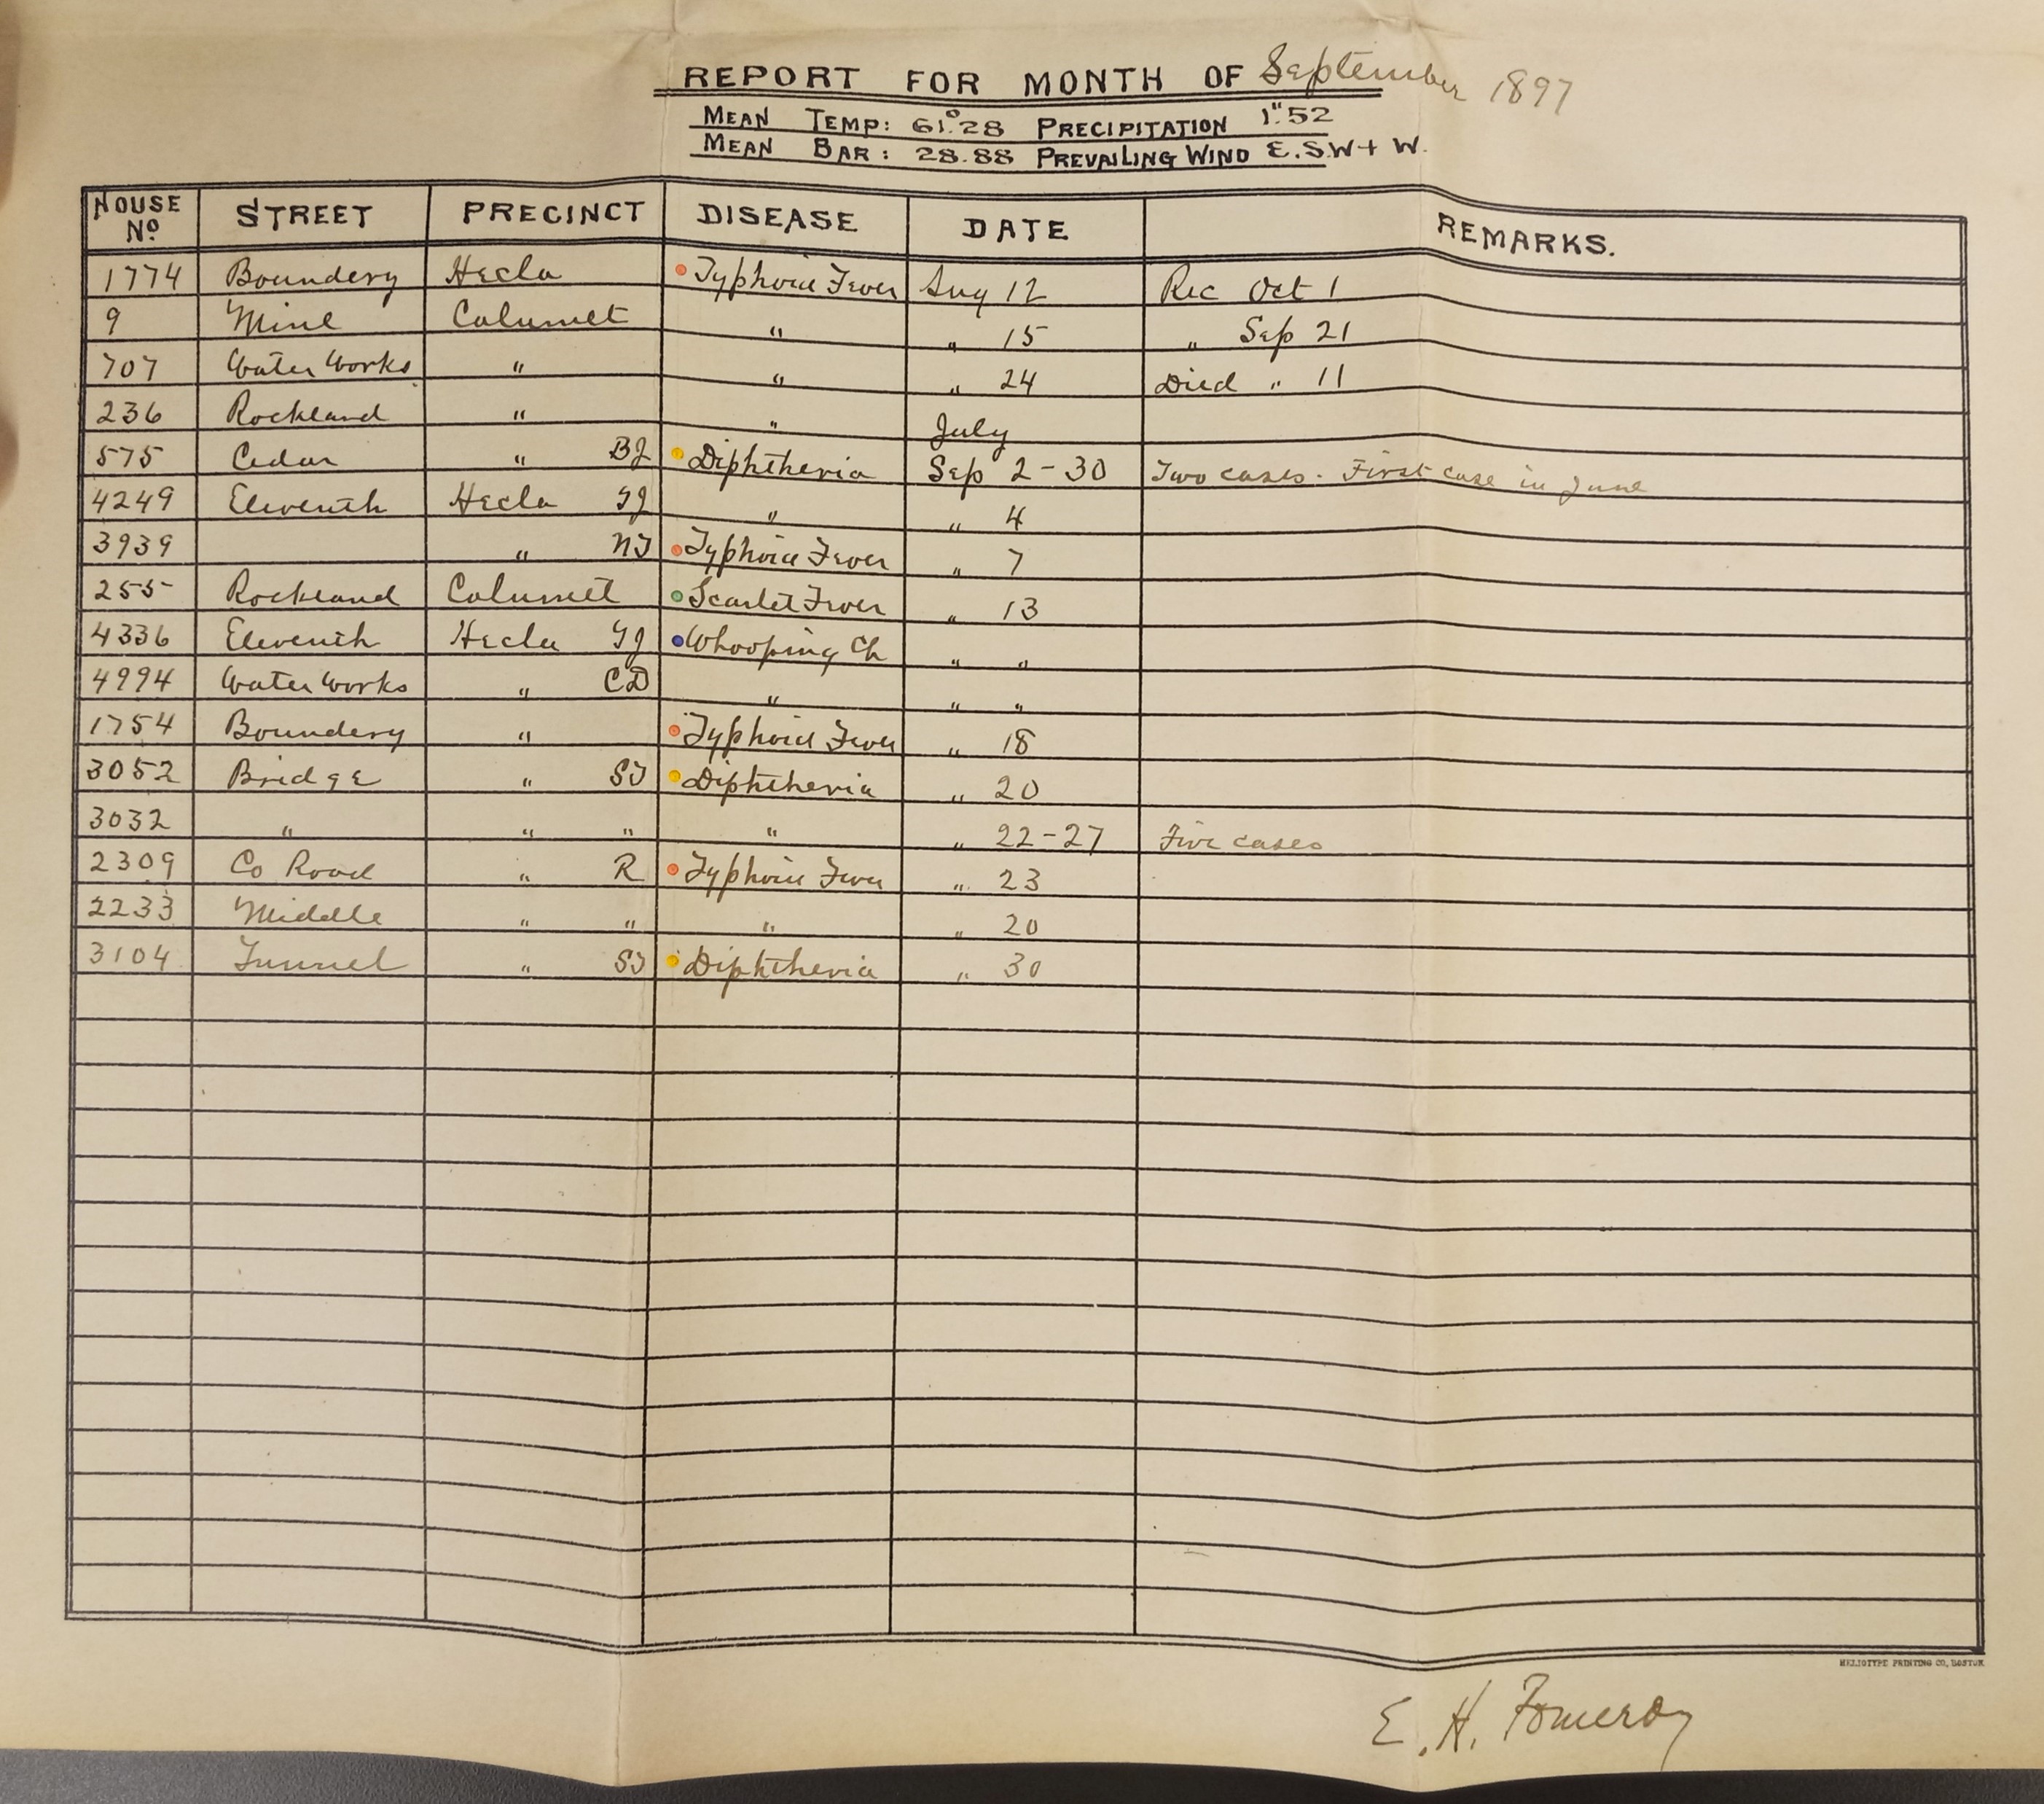 REPORT FOR MONTH OF September 1897
MEAN TEMP: 61.°28 PRECIPITATION 1".52
MEAN BAR: 28.88 PREVAILING WIND E.S.W + W.
HOUSE Nº STREET PRECINCT DISEASE DATE REMARKS.
1774 Boundery Hecla Typhoid Fever Aug 12 Rec Oct 1
9 Mine Calumet " " 15 " Sep 21
707 Water Works " " " 24 Died " 11
236 Rockland " " July
575 Cedar " BJ Diphtheria Sep 2-30 Two cases. First case in June
4249 Eleventh Hecla YJ " " 4
3939 " NJ Typhoid Fever " 7
255 Rockland Calumet Scarlet Fever " 13
4336 Eleventh Hecla YJ Whooping Ch " "
4994 Water Works " CD " " "
1754 Boundery " Typhoid Fever " 18
3052 Bridge " SJ Diphtheria " 20
3032 " " " " " 22-27 Five cases
2309 Co Road " R Typhoid Fever " 23
2233 Middle " " " " 20
3104 Tunnel " SJ Diphtheria " 30
HELIOTYPE PRINTING CO., BOSTON
E. H. Pomeroy